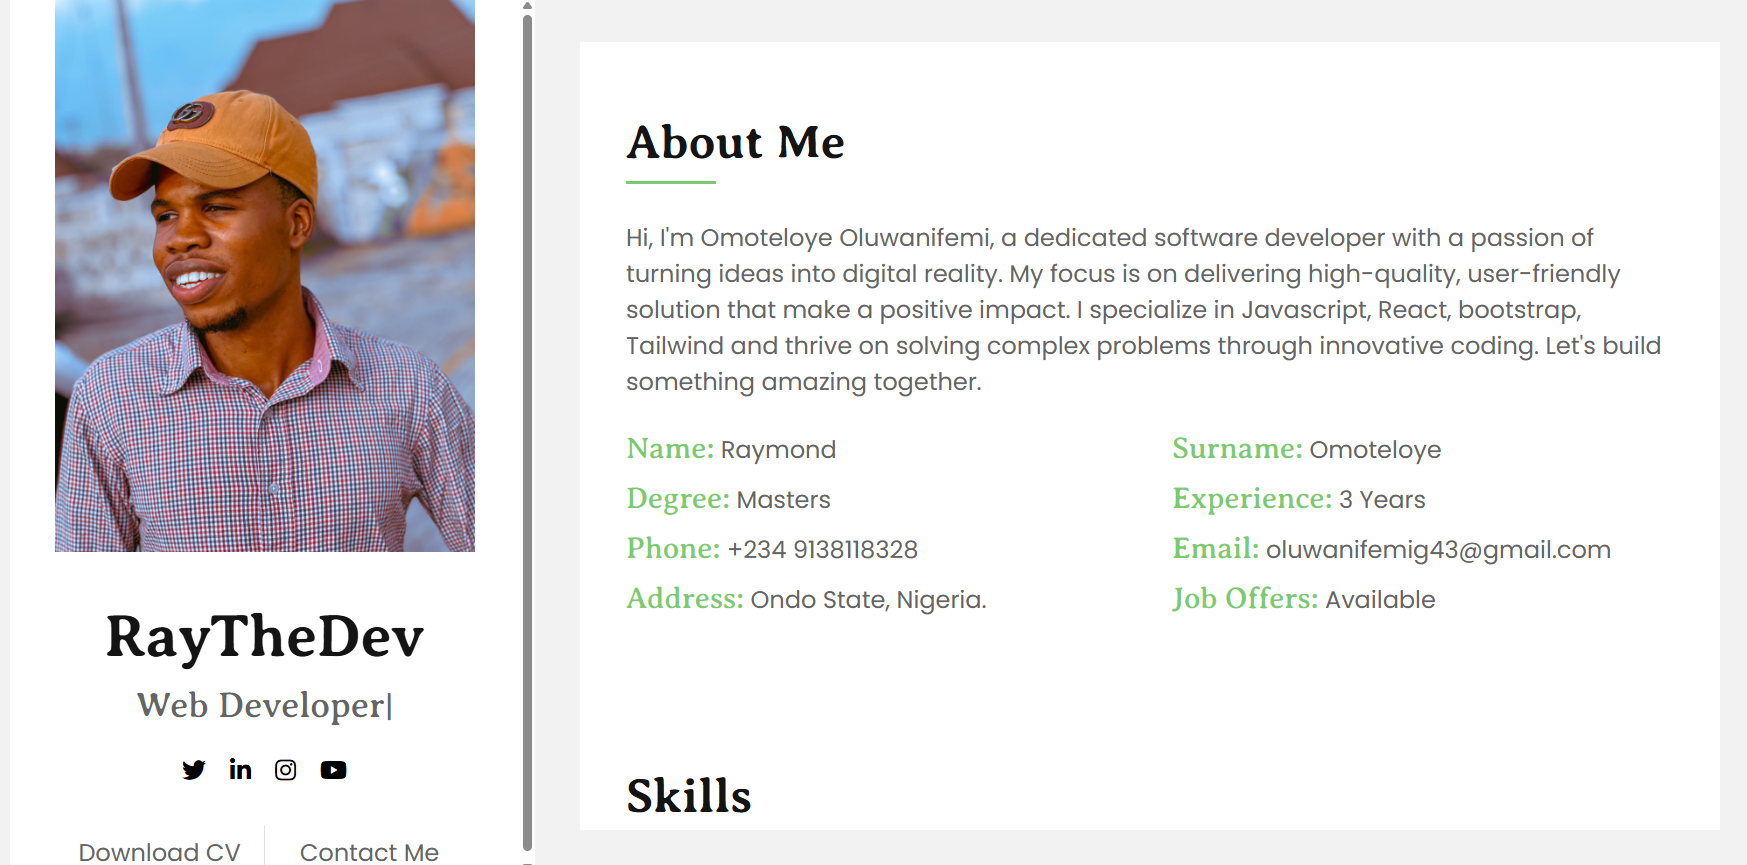 RayTheDev
Web Developer|
Download CV
Contact Me
About Me
Hi, I'm Omoteloye Oluwanifemi, a dedicated software developer with a passion of
turning ideas into digital reality. My focus is on delivering high-quality, user-friendly
solution that make a positive impact. I specialize in Javascript, React, bootstrap,
Tailwind and thrive on solving complex problems through innovative coding. Let's build
something amazing together.
Name: Raymond
Surname: Omoteloye
Degree: Masters
Experience: 3 Years
Phone: +234 9138118328
Email: oluwanifemig43@gmail.com
Address: Ondo State, Nigeria.
Job Offers: Available
Skills